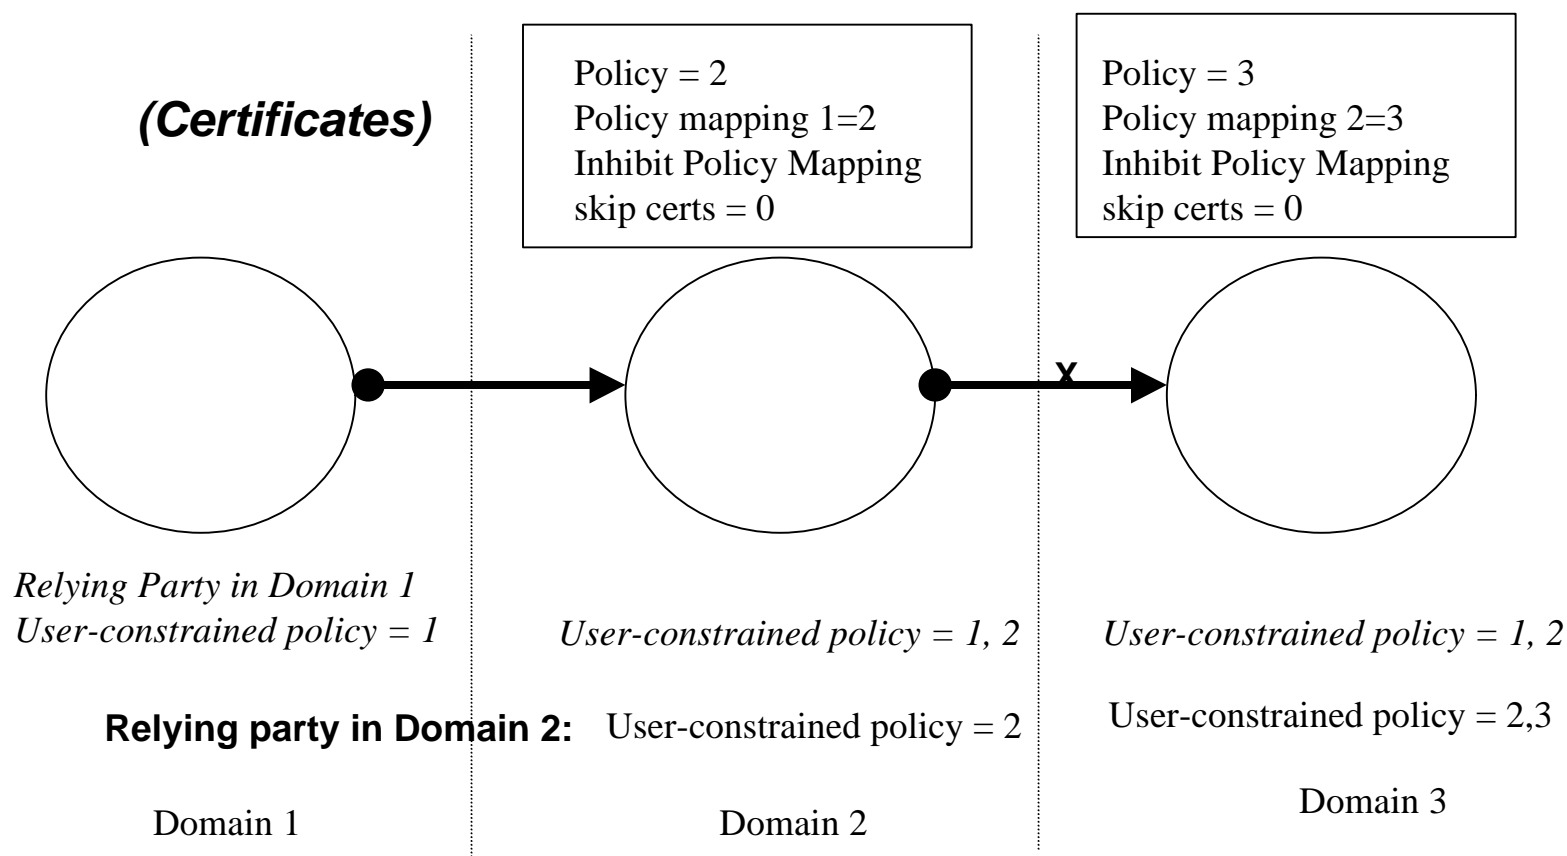 (Certificates)
Policy = 2
Policy mapping 1=2
Inhibit Policy Mapping
skip certs = 0
Policy = 3
Policy mapping 2=3
Inhibit Policy Mapping
skip certs = 0
x
Relying Party in Domain 1
User-constrained policy = 1
User-constrained policy = 1, 2
User-constrained policy = 1, 2
Relying party in Domain 2:
User-constrained policy = 2
User-constrained policy = 2,3
Domain 1
Domain 2
Domain 3